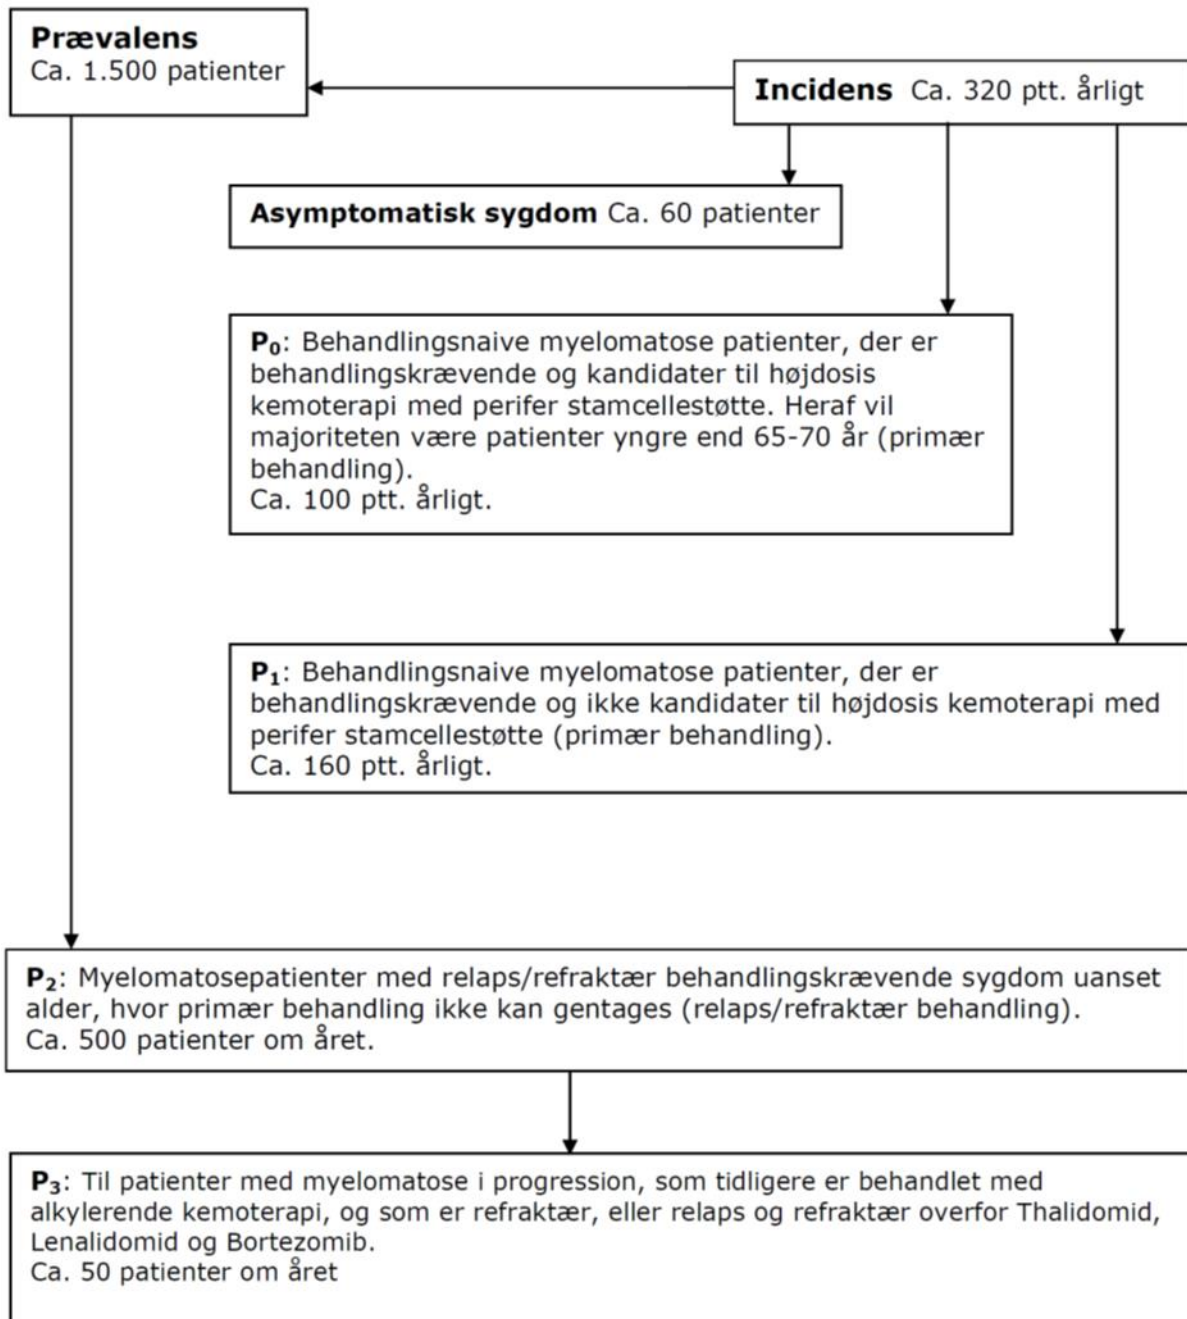 Prævalens
Ca. 1.500 patienter
Incidens Ca. 320 ptt. årligt
Asymptomatisk sygdom Ca. 60 patienter
P₀: Behandlingsnaive myelomatose patienter, der er
behandlingskrævende og kandidater til højdosis
kemoterapi med perifer stamcellestøtte. Heraf vil
majoriteten være patienter yngre end 65-70 år (primær
behandling).
Ca. 100 ptt. årligt.
P₁: Behandlingsnaive myelomatose patienter, der er
behandlingskrævende og ikke kandidater til højdosis kemoterapi med
perifer stamcellestøtte (primær behandling).
Ca. 160 ptt. årligt.
P₂: Myelomatosepatienter med relaps/refraktær behandlingskrævende sygdom uanset
alder, hvor primær behandling ikke kan gentages (relaps/refraktær behandling).
Ca. 500 patienter om året.
P₃: Til patienter med myelomatose i progression, som tidligere er behandlet med
alkylerende kemoterapi, og som er refraktær, eller relaps og refraktær overfor Thalidomid,
Lenalidomid og Bortezomib.
Ca. 50 patienter om året